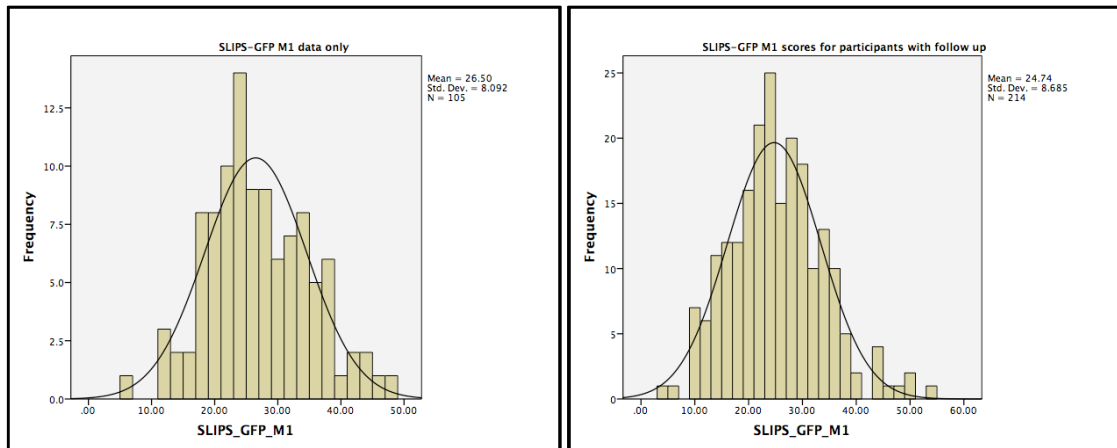 SLIPS-GFP M1 data only
Mean = 26.50
Std. Dev. = 8.092
N = 105
12.5
10.0
7.5
5.0
2.5
0.0
Frequency
.00 10.00 20.00 30.00 40.00 50.00
SLIPS_GFP_M1
SLIPS-GFP M1 scores for participants with follow up
Mean = 24.74
Std. Dev. = 8.685
N = 214
25
20
15
10
5
0
Frequency
.00 10.00 20.00 30.00 40.00 50.00 60.00
SLIPS_GFP_M1